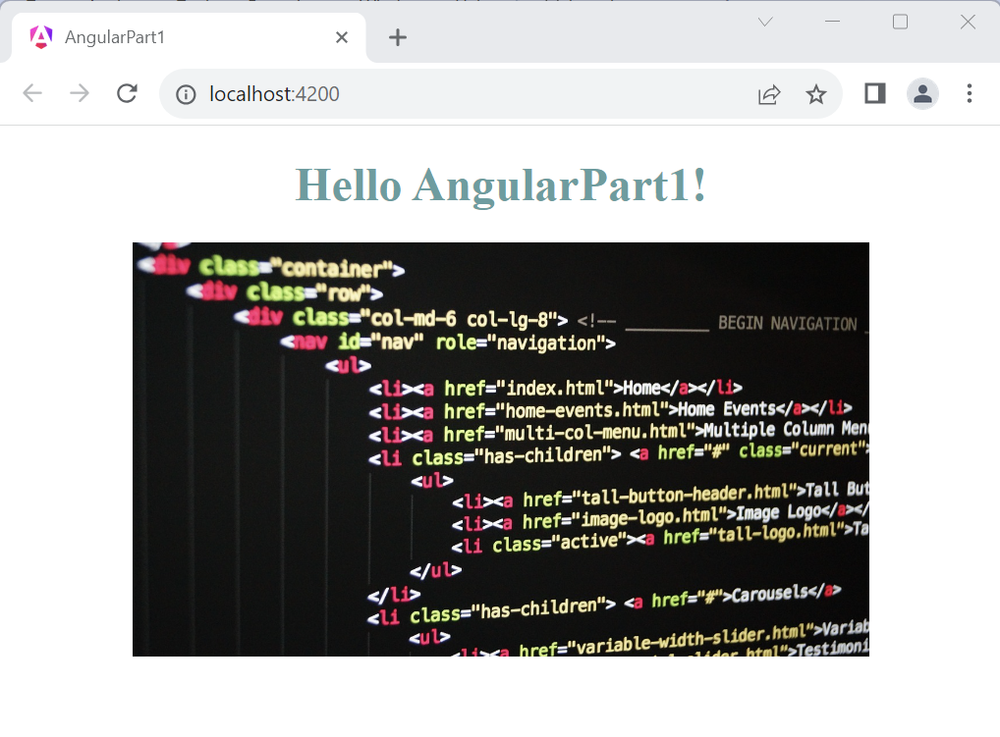 AngularPart1
localhost:4200
Hello AngularPart1!
<div class="container">
<div class="row">
<div class="col-md-6 col-lg-8"> <!-- __________ BEGIN NAVIGATION _
<nav id="nav" role="navigation">
<ul>
<li><a href="index.html">Home</a></li>
<li><a href="home-events.html">Home Events</a></li>
<li><a href="multi-col-menu.html">Multiple Column Men
<li class="has-children"> <a href="#" class="current">
<ul>
<li><a href="tall-button-header.html">Tall But
<li><a href="image-logo.html">Image Logo</a></
<li class="active"><a href="tall-logo.html">Ta
</ul>
</li>
<li class="has-children"> <a href="#">Carousels</a>
<ul>
<li><a href="variable-width-slider.html">Variab
slider.html">Testimoni